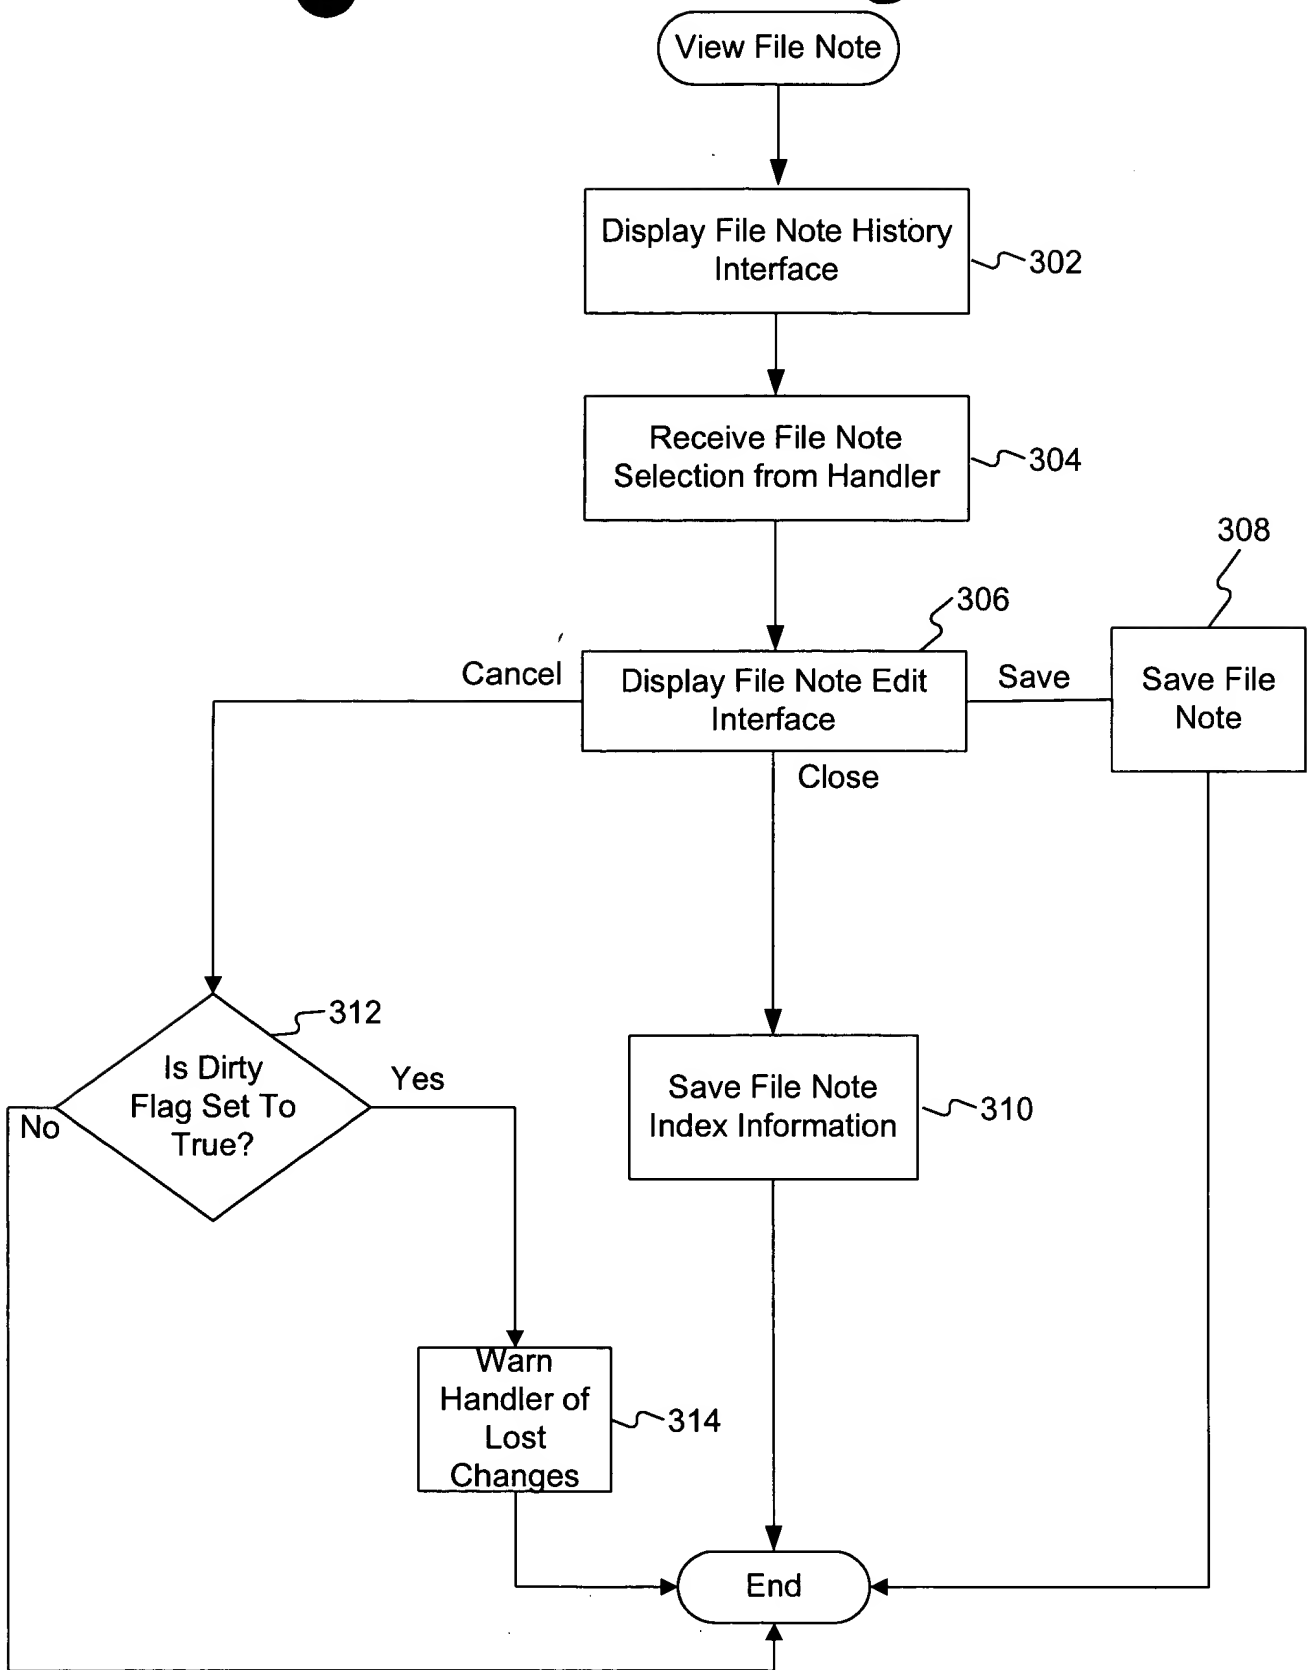 View File Note
Display File Note History
Interface
302
Receive File Note
Selection from Handler
304
308
306
Cancel
Display File Note Edit
Interface
Save
Save File
Note
Close
312
Is Dirty
Flag Set To
True?
Yes
No
Save File Note
Index Information
310
Warn
Handler of
Lost
Changes
314
End